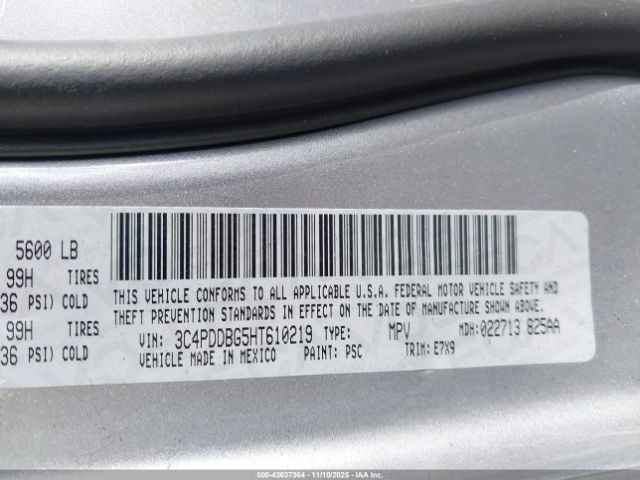 5600 LB
99H TIRES
36 PSI) COLD
99H TIRES
36 PSI) COLD
THIS VEHICLE CONFORMS TO ALL APPLICABLE U.S.A. FEDERAL MOTOR VEHICLE SAFETY AND
THEFT PREVENTION STANDARDS IN EFFECT ON THE DATE OF MANUFACTURE SHOWN ABOVE.
VIN: 3C4PDDBG5HT610219 TYPE: MPV MDH:022713 825AA
VEHICLE MADE IN MEXICO PAINT: PSC TRIM: E7X9
000-43637364 - 11/10/2025 - IAAI.com